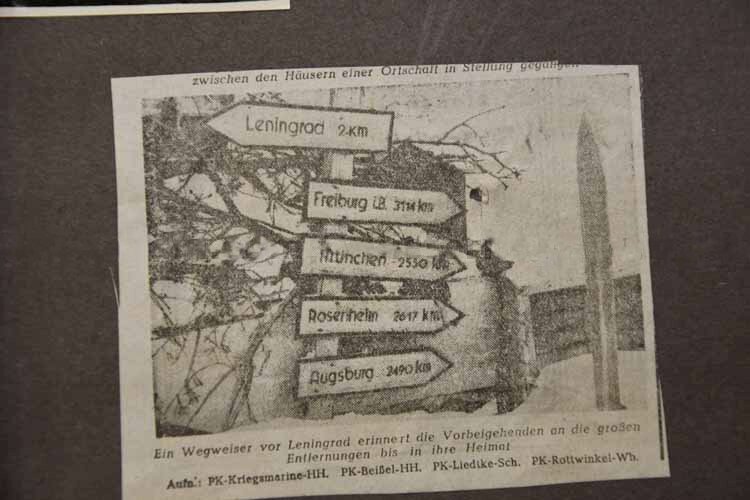 zwischen den Häusern einer Ortschaft in Stellung gegangen
Leningrad 2 KM
Freiburg i.B. 3114 km
München 2550 km
Rosenheim 2617 km
Augsburg 2490 km
Ein Wegweiser vor Leningrad erinnert die Vorbeigehenden an die großen
Entfernungen bis in ihre Heimat
Aufn.: PK-Kriegsmarine-HH. PK-Beißel-HH. PK-Liedtke-Sch. PK-Rottwinkel-Wb.